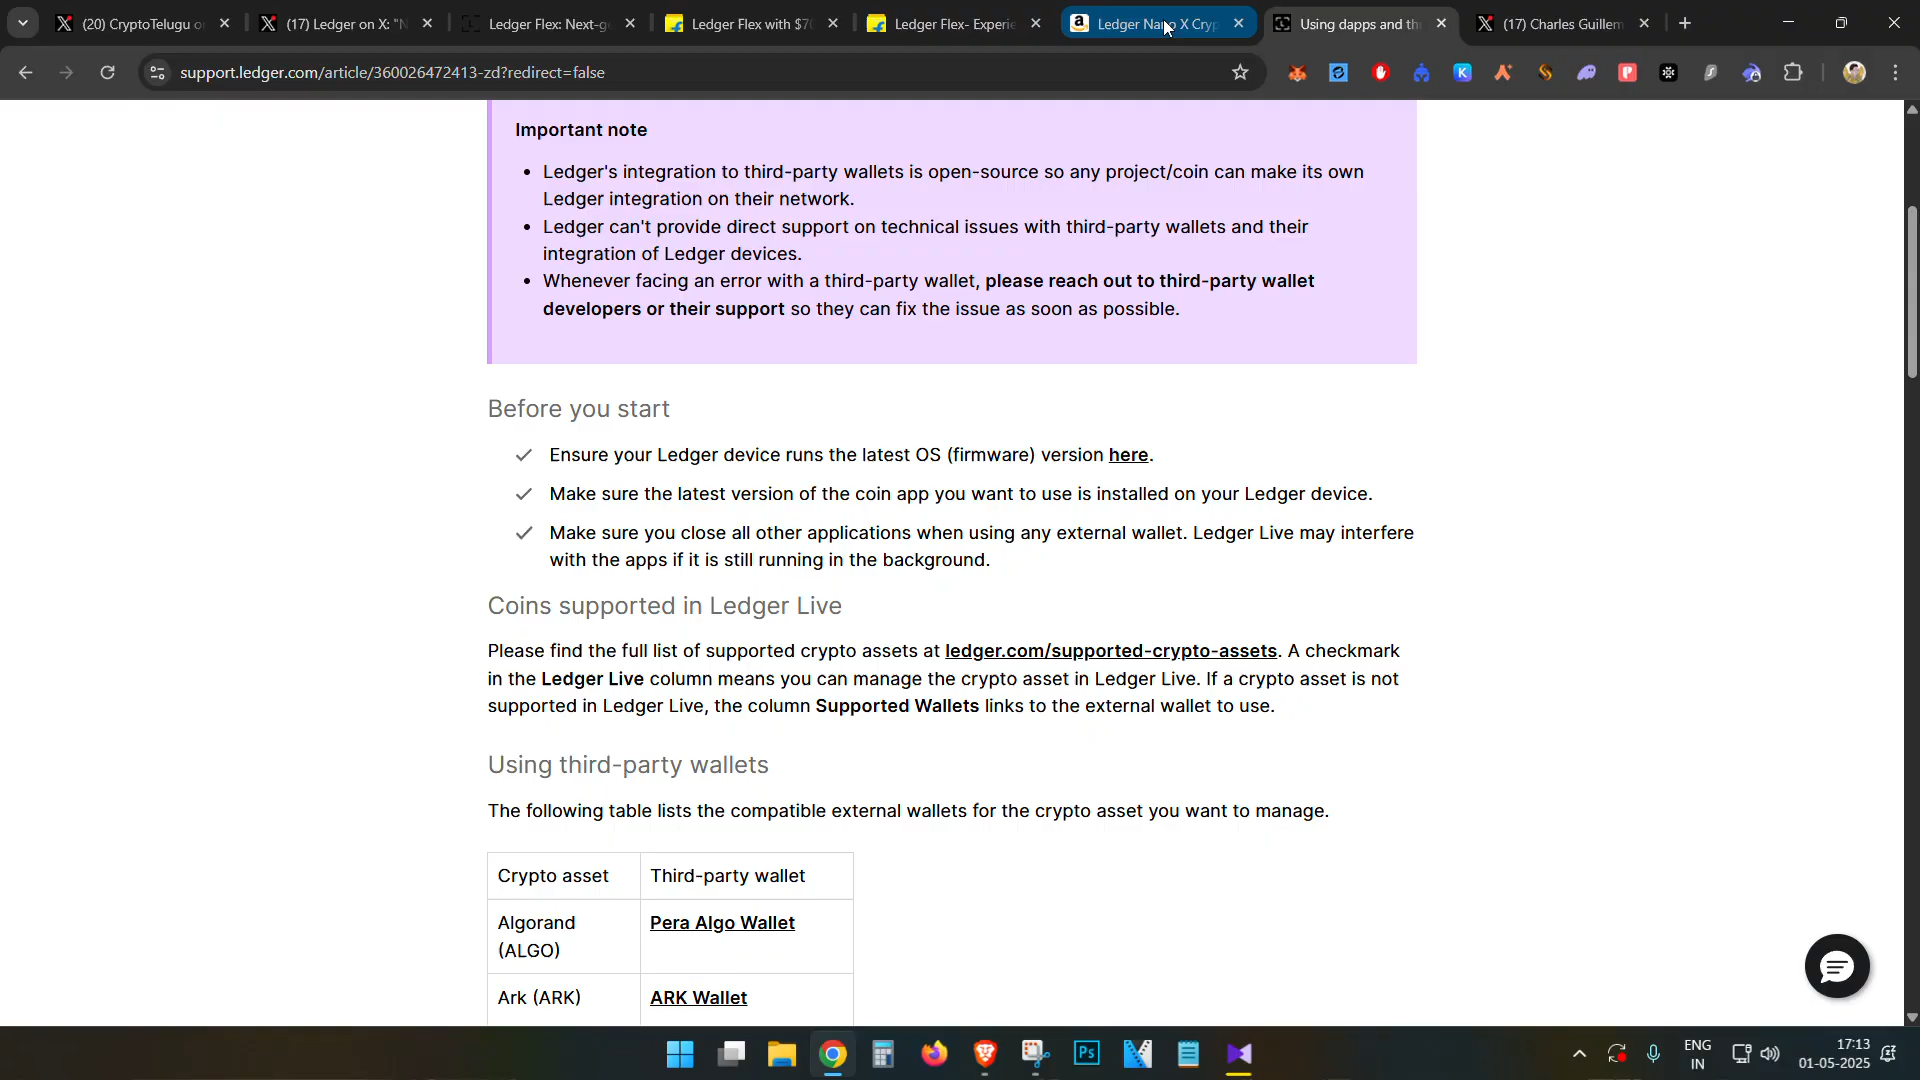 (20) CryptoTelugu o
(17) Ledger on X: "N
Ledger Flex: Next-g
Ledger Flex with $70
Ledger Flex- Experie
Ledger Nano X Cryp
Using dapps and th
(17) Charles Guillem
support.ledger.com/article/360026472413-zd?redirect=false
Important note
Ledger's integration to third-party wallets is open-source so any project/coin can make its own
Ledger integration on their network.
Ledger can't provide direct support on technical issues with third-party wallets and their
integration of Ledger devices.
Whenever facing an error with a third-party wallet, please reach out to third-party wallet
developers or their support so they can fix the issue as soon as possible.
Before you start
Ensure your Ledger device runs the latest OS (firmware) version here.
Make sure the latest version of the coin app you want to use is installed on your Ledger device.
Make sure you close all other applications when using any external wallet. Ledger Live may interfere
with the apps if it is still running in the background.
Coins supported in Ledger Live
Please find the full list of supported crypto assets at ledger.com/supported-crypto-assets. A checkmark
in the Ledger Live column means you can manage the crypto asset in Ledger Live. If a crypto asset is not
supported in Ledger Live, the column Supported Wallets links to the external wallet to use.
Using third-party wallets
The following table lists the compatible external wallets for the crypto asset you want to manage.
Crypto asset Third-party wallet
Algorand Pera Algo Wallet
(ALGO)
Ark (ARK) ARK Wallet
Ps
ENG
IN
17:13
01-05-2025